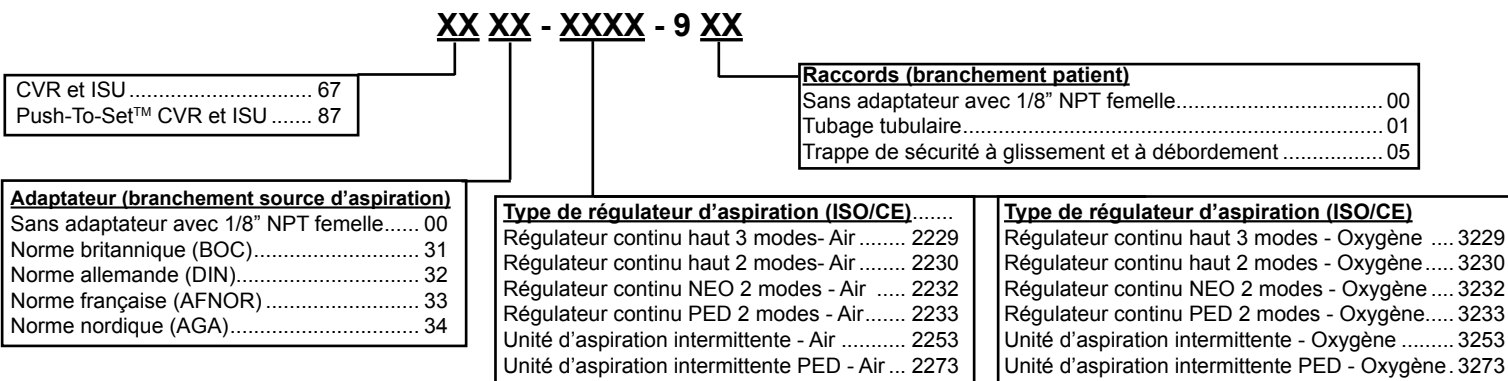 XX XX - XXXX - 9 XX
CVR et ISU ............................... 67
Push-To-Set™ CVR et ISU ....... 87
Raccords (branchement patient)
Sans adaptateur avec 1/8” NPT femelle................................... 00
Tubage tubulaire....................................................................... 01
Trappe de sécurité à glissement et à débordement ................. 05
Adaptateur (branchement source d’aspiration)
Sans adaptateur avec 1/8” NPT femelle...... 00
Norme britannique (BOC)............................ 31
Norme allemande (DIN)............................... 32
Norme française (AFNOR) .......................... 33
Norme nordique (AGA)................................ 34
Type de régulateur d’aspiration (ISO/CE).......
Régulateur continu haut 3 modes- Air ........ 2229
Régulateur continu haut 2 modes- Air ........ 2230
Régulateur continu NEO 2 modes - Air ..... 2232
Régulateur continu PED 2 modes - Air....... 2233
Unité d’aspiration intermittente - Air ........... 2253
Unité d’aspiration intermittente PED - Air ... 2273
Type de régulateur d’aspiration (ISO/CE)
Régulateur continu haut 3 modes - Oxygène .... 3229
Régulateur continu haut 2 modes - Oxygène..... 3230
Régulateur continu NEO 2 modes - Oxygène .... 3232
Régulateur continu PED 2 modes - Oxygène..... 3233
Unité d’aspiration intermittente - Oxygène ......... 3253
Unité d’aspiration intermittente PED - Oxygène. 3273